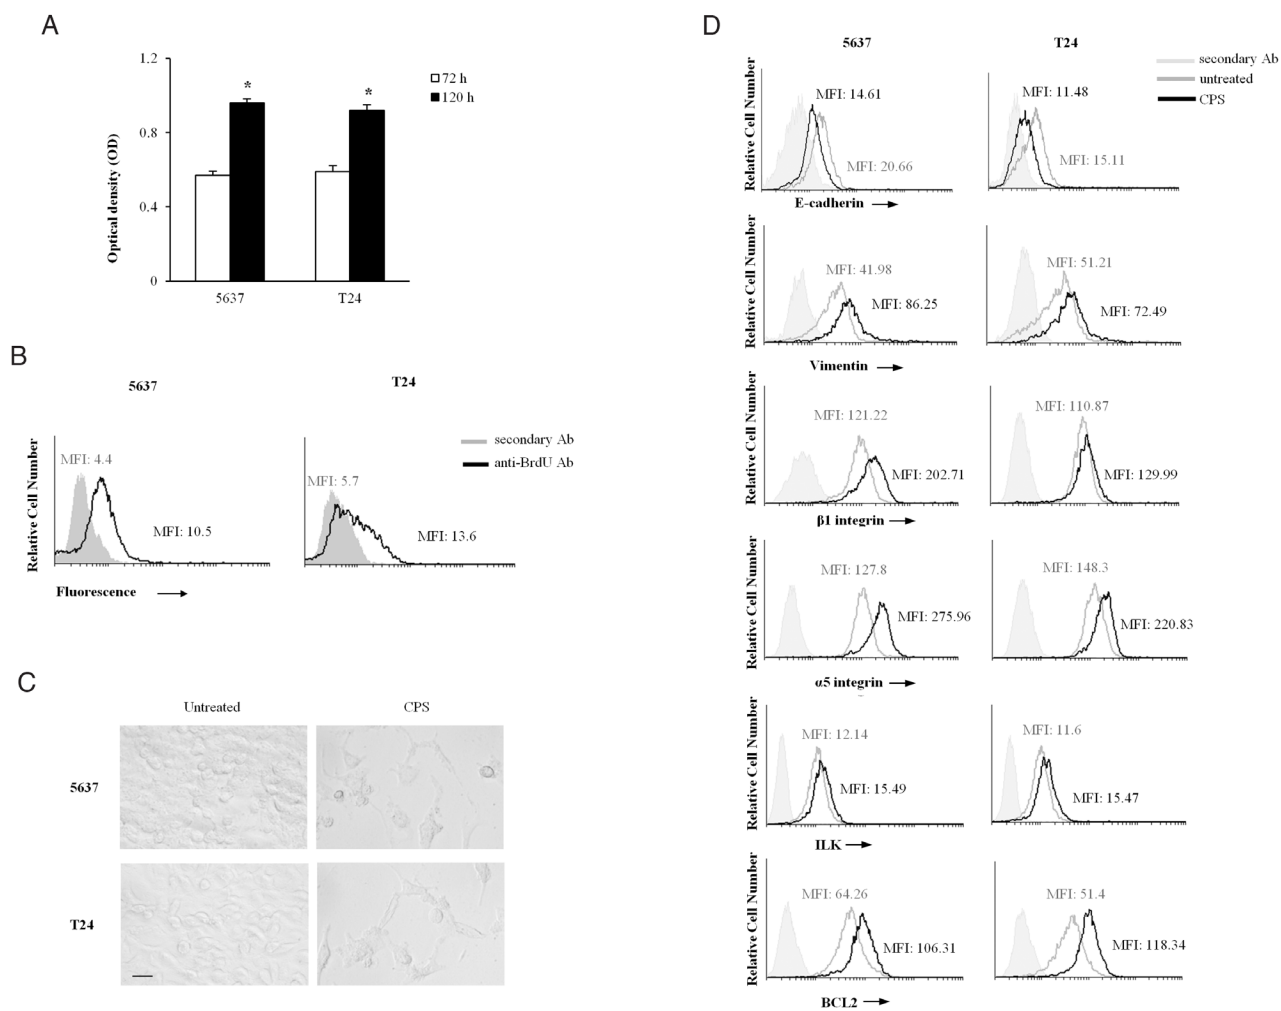 A
1.2
0.8
0.4
0
Optical density (OD)
*
*
72 h
120 h
5637
T24
B
5637
T24
Relative Cell Number
MFI: 4.4
MFI: 10.5
MFI: 5.7
MFI: 13.6
secondary Ab
anti-BrdU Ab
Fluorescence
C
Untreated
CPS
5637
T24
D
5637
T24
secondary Ab
untreated
CPS
Relative Cell Number
MFI: 14.61
MFI: 20.66
MFI: 11.48
MFI: 15.11
E-cadherin
Relative Cell Number
MFI: 41.98
MFI: 86.25
MFI: 51.21
MFI: 72.49
Vimentin
Relative Cell Number
MFI: 121.22
MFI: 202.71
MFI: 110.87
MFI: 129.99
β1 integrin
Relative Cell Number
MFI: 127.8
MFI: 275.96
MFI: 148.3
MFI: 220.83
α5 integrin
Relative Cell Number
MFI: 12.14
MFI: 15.49
MFI: 11.6
MFI: 15.47
ILK
Relative Cell Number
MFI: 64.26
MFI: 106.31
MFI: 51.4
MFI: 118.34
BCL2